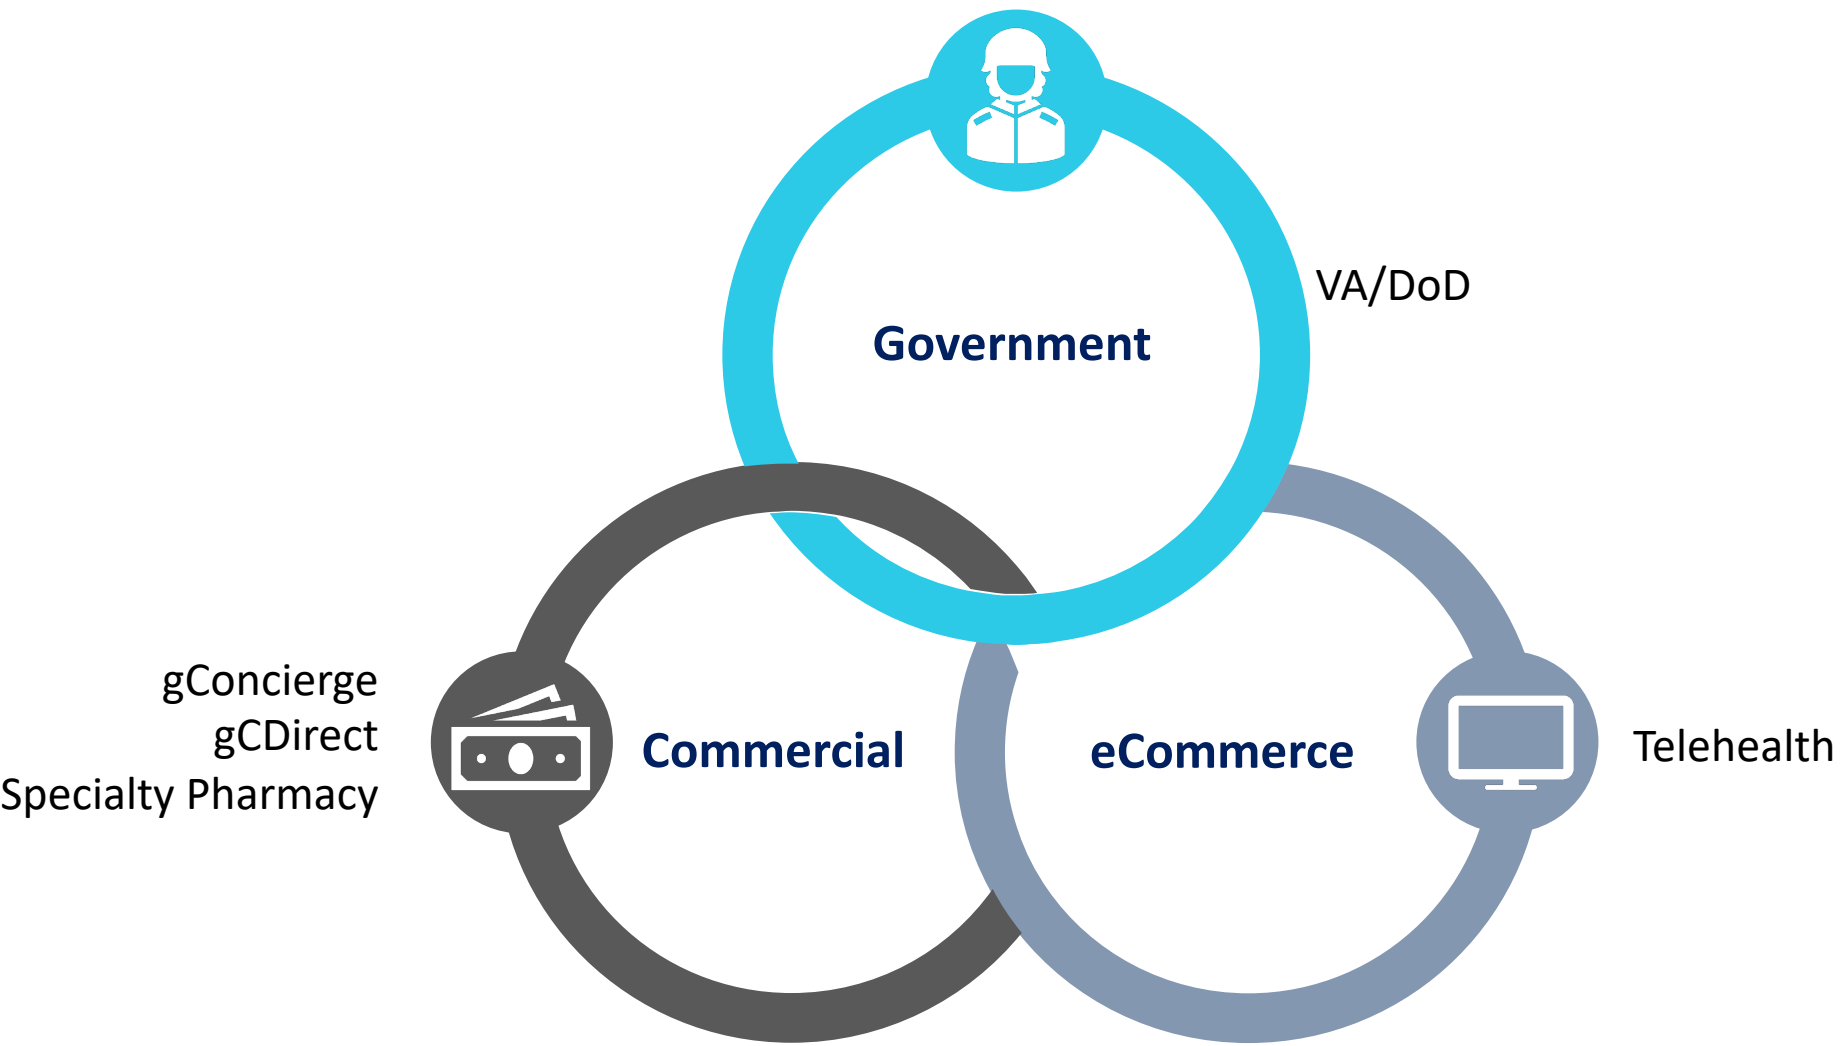 VA/DoD
Government
gConcierge
gCDirect
Specialty Pharmacy
Commercial
eCommerce
Telehealth